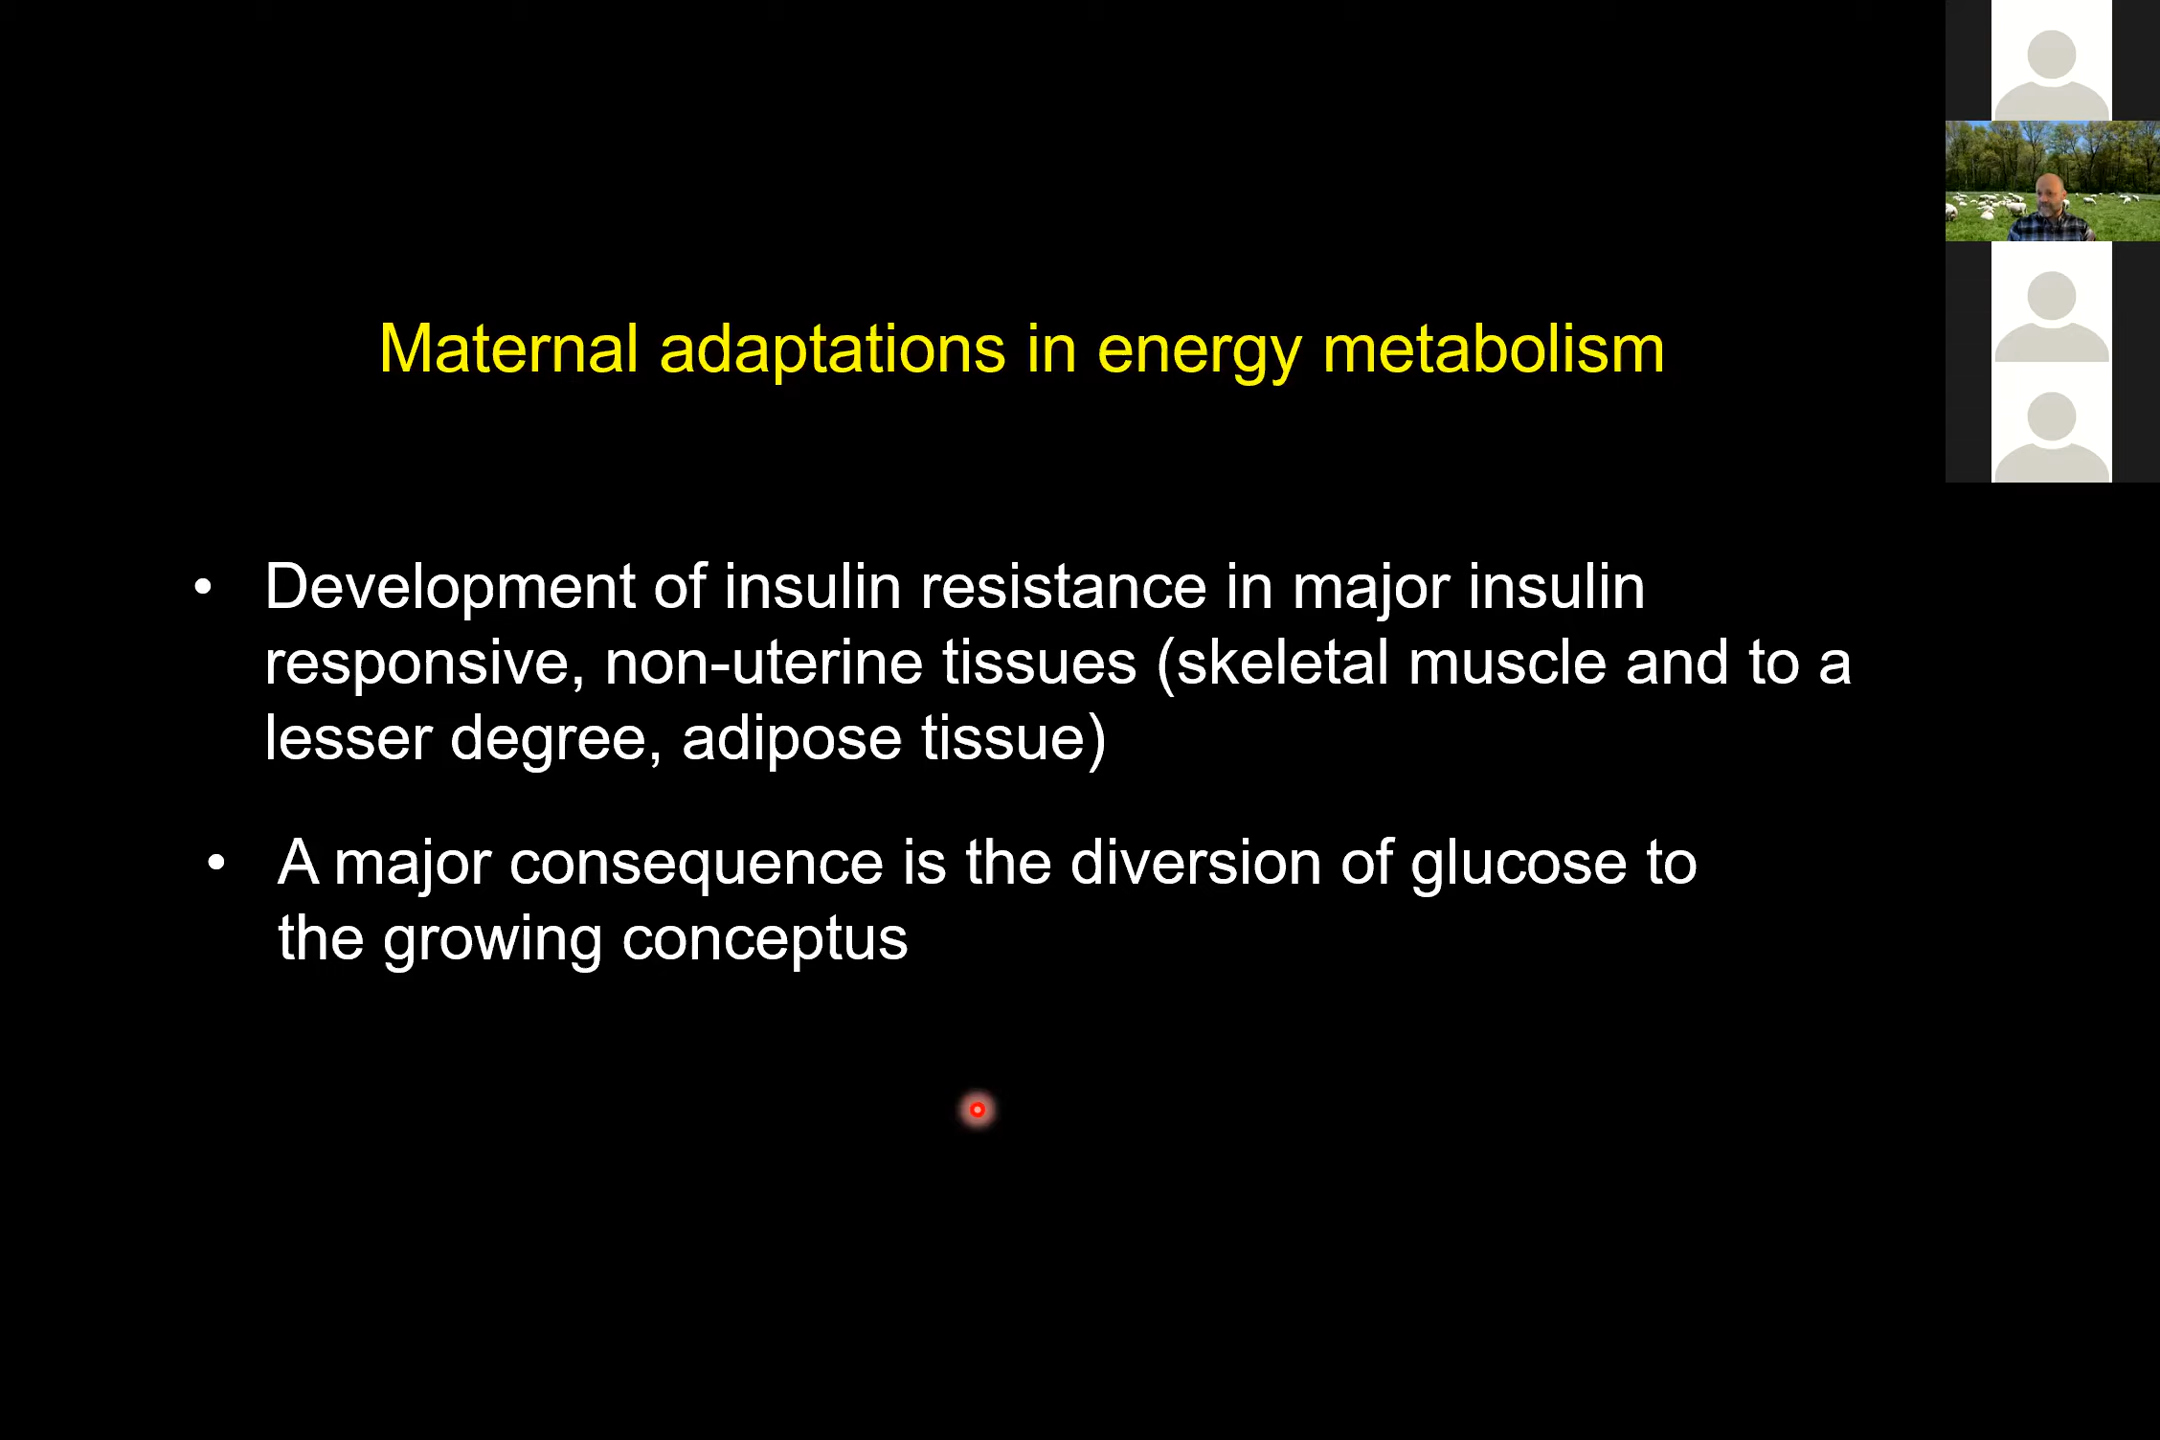 Maternal adaptations in energy metabolism
• Development of insulin resistance in major insulin
responsive, non-uterine tissues (skeletal muscle and to a
lesser degree, adipose tissue)
• A major consequence is the diversion of glucose to
the growing conceptus